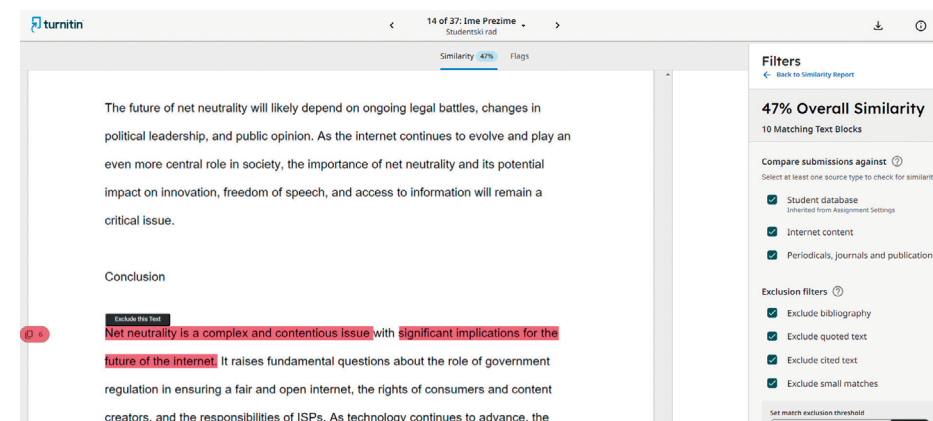 turnitin
14 of 37: Ime Prezime
Studentski rad
Similarity 47% Flags
The future of net neutrality will likely depend on ongoing legal battles, changes in
political leadership, and public opinion. As the internet continues to evolve and play an
even more central role in society, the importance of net neutrality and its potential
impact on innovation, freedom of speech, and access to information will remain a
critical issue.
Conclusion
Exclude this Text
6
Net neutrality is a complex and contentious issue with significant implications for the
future of the internet. It raises fundamental questions about the role of government
regulation in ensuring a fair and open internet, the rights of consumers and content
creators, and the responsibilities of ISPs. As technology continues to advance, the
Filters
Back to Similarity Report
47% Overall Similarity
10 Matching Text Blocks
Compare submissions against
Select at least one source type to check for similarit
Student database
Inherited from Assignment Settings
Internet content
Periodicals, journals and publication
Exclusion filters
Exclude bibliography
Exclude quoted text
Exclude cited text
Exclude small matches
Set match exclusion threshold